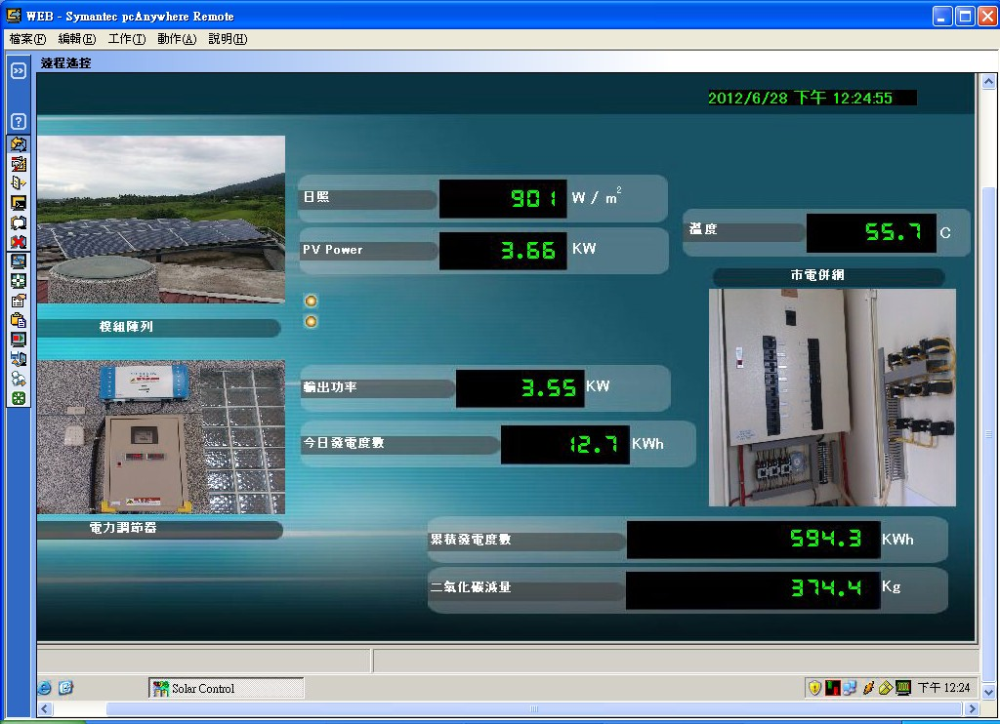 WEB - Symantec pcAnywhere Remote
檔案(F) 編輯(E) 工作(T) 動作(A) 說明(H)
遠程遙控
2012/6/28 下午 12:24:55
日照 901 W / m²
PV Power 3.66 KW
溫度 55.7 C
市電併網
模組陣列
輸出功率 3.55 KW
今日發電度數 12.7 KWh
電力調節器
累積發電度數 594.3 KWh
二氧化碳減量 374.4 Kg
Solar Control
下午 12:24